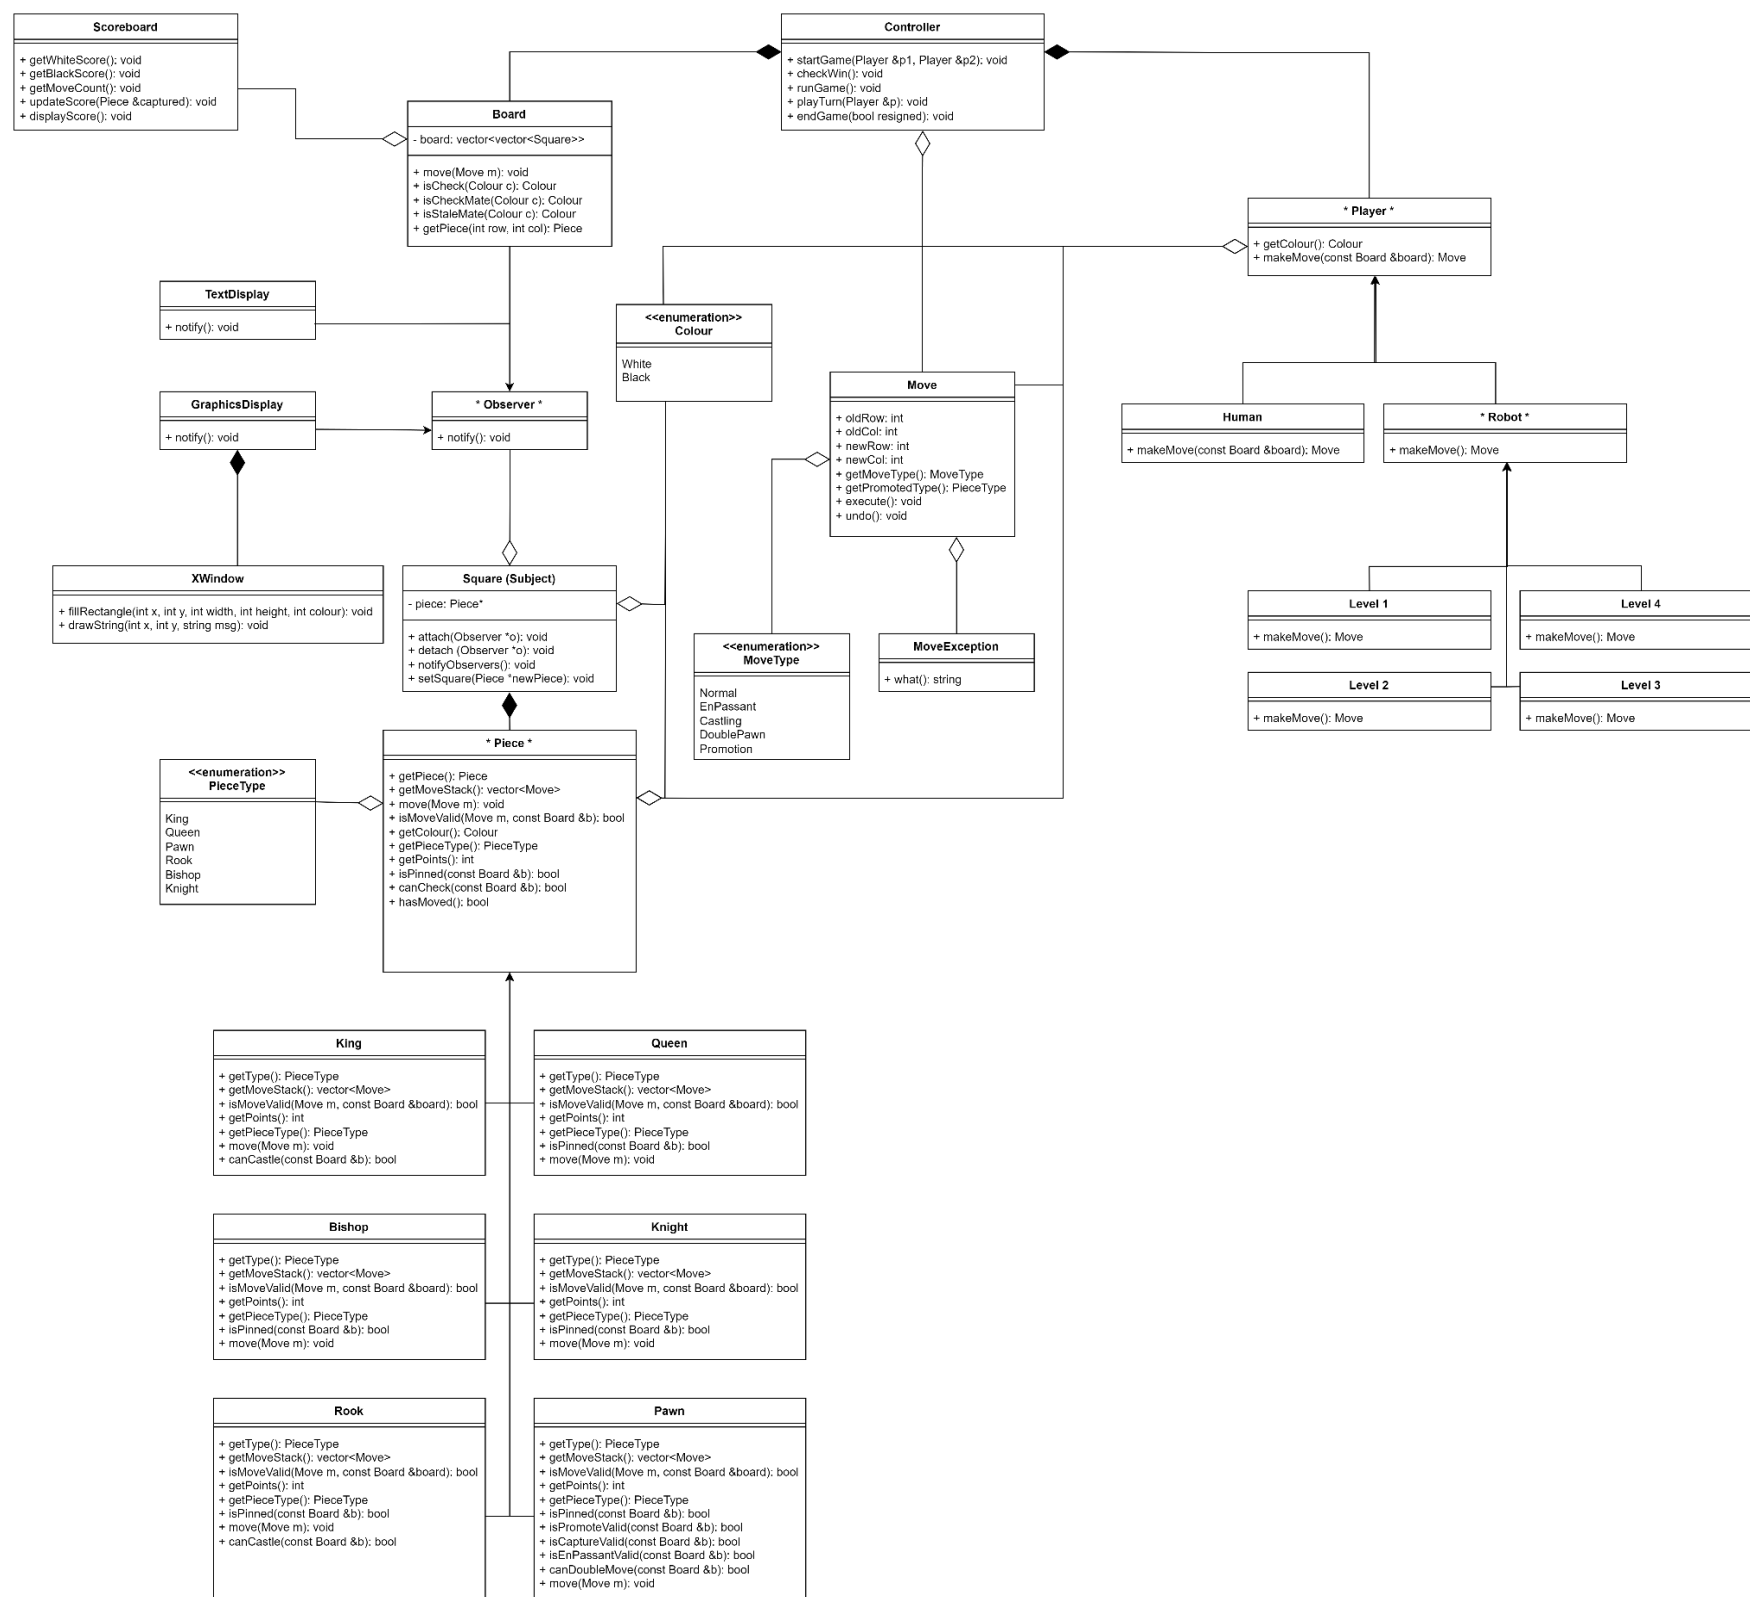 Scoreboard
+ getWhiteScore(): void
+ getBlackScore(): void
+ getMoveCount(): void
+ updateScore(Piece &captured): void
+ displayScore(): void
Controller
+ startGame(Player &p1, Player &p2): void
+ checkWin(): void
+ runGame(): void
+ playTurn(Player &p): void
+ endGame(bool resigned): void
Board
- board: vector<vector<Square>>
+ move(Move m): void
+ isCheck(Colour c): Colour
+ isCheckMate(Colour c): Colour
+ isStaleMate(Colour c): Colour
+ getPiece(int row, int col): Piece
* Player *
+ getColour(): Colour
+ makeMove(const Board &board): Move
TextDisplay
+ notify(): void
<<enumeration>>
Colour
White
Black
GraphicsDisplay
+ notify(): void
* Observer *
+ notify(): void
Move
+ oldRow: int
+ oldCol: int
+ newRow: int
+ newCol: int
+ getMoveType(): MoveType
+ getPromotedType(): PieceType
+ execute(): void
+ undo(): void
Human
+ makeMove(const Board &board): Move
* Robot *
+ makeMove(): Move
XWindow
+ fillRectangle(int x, int y, int width, int height, int colour): void
+ drawString(int x, int y, string msg): void
Square (Subject)
- piece: Piece*
+ attach(Observer *o): void
+ detach (Observer *o): void
+ notifyObservers(): void
+ setSquare(Piece *newPiece): void
<<enumeration>>
MoveType
Normal
EnPassant
Castling
DoublePawn
Promotion
MoveException
+ what(): string
Level 1
+ makeMove(): Move
Level 4
+ makeMove(): Move
Level 2
+ makeMove(): Move
Level 3
+ makeMove(): Move
<<enumeration>>
PieceType
King
Queen
Pawn
Rook
Bishop
Knight
* Piece *
+ getPiece(): Piece
+ getMoveStack(): vector<Move>
+ move(Move m): void
+ isMoveValid(Move m, const Board &b): bool
+ getColour(): Colour
+ getPieceType(): PieceType
+ getPoints(): int
+ isPinned(const Board &b): bool
+ canCheck(const Board &b): bool
+ hasMoved(): bool
King
+ getType(): PieceType
+ getMoveStack(): vector<Move>
+ isMoveValid(Move m, const Board &board): bool
+ getPoints(): int
+ getPieceType(): PieceType
+ move(Move m): void
+ canCastle(const Board &b): bool
Queen
+ getType(): PieceType
+ getMoveStack(): vector<Move>
+ isMoveValid(Move m, const Board &board): bool
+ getPoints(): int
+ getPieceType(): PieceType
+ isPinned(const Board &b): bool
+ move(Move m): void
Bishop
+ getType(): PieceType
+ getMoveStack(): vector<Move>
+ isMoveValid(Move m, const Board &board): bool
+ getPoints(): int
+ getPieceType(): PieceType
+ isPinned(const Board &b): bool
+ move(Move m): void
Knight
+ getType(): PieceType
+ getMoveStack(): vector<Move>
+ isMoveValid(Move m, const Board &board): bool
+ getPoints(): int
+ getPieceType(): PieceType
+ isPinned(const Board &b): bool
+ move(Move m): void
Rook
+ getType(): PieceType
+ getMoveStack(): vector<Move>
+ isMoveValid(Move m, const Board &board): bool
+ getPoints(): int
+ getPieceType(): PieceType
+ isPinned(const Board &b): bool
+ move(Move m): void
+ canCastle(const Board &b): bool
Pawn
+ getType(): PieceType
+ getMoveStack(): vector<Move>
+ isMoveValid(Move m, const Board &board): bool
+ getPoints(): int
+ getPieceType(): PieceType
+ isPinned(const Board &b): bool
+ isPromoteValid(const Board &b): bool
+ isCaptureValid(const Board &b): bool
+ isEnPassantValid(const Board &b): bool
+ canDoubleMove(const Board &b): bool
+ move(Move m): void